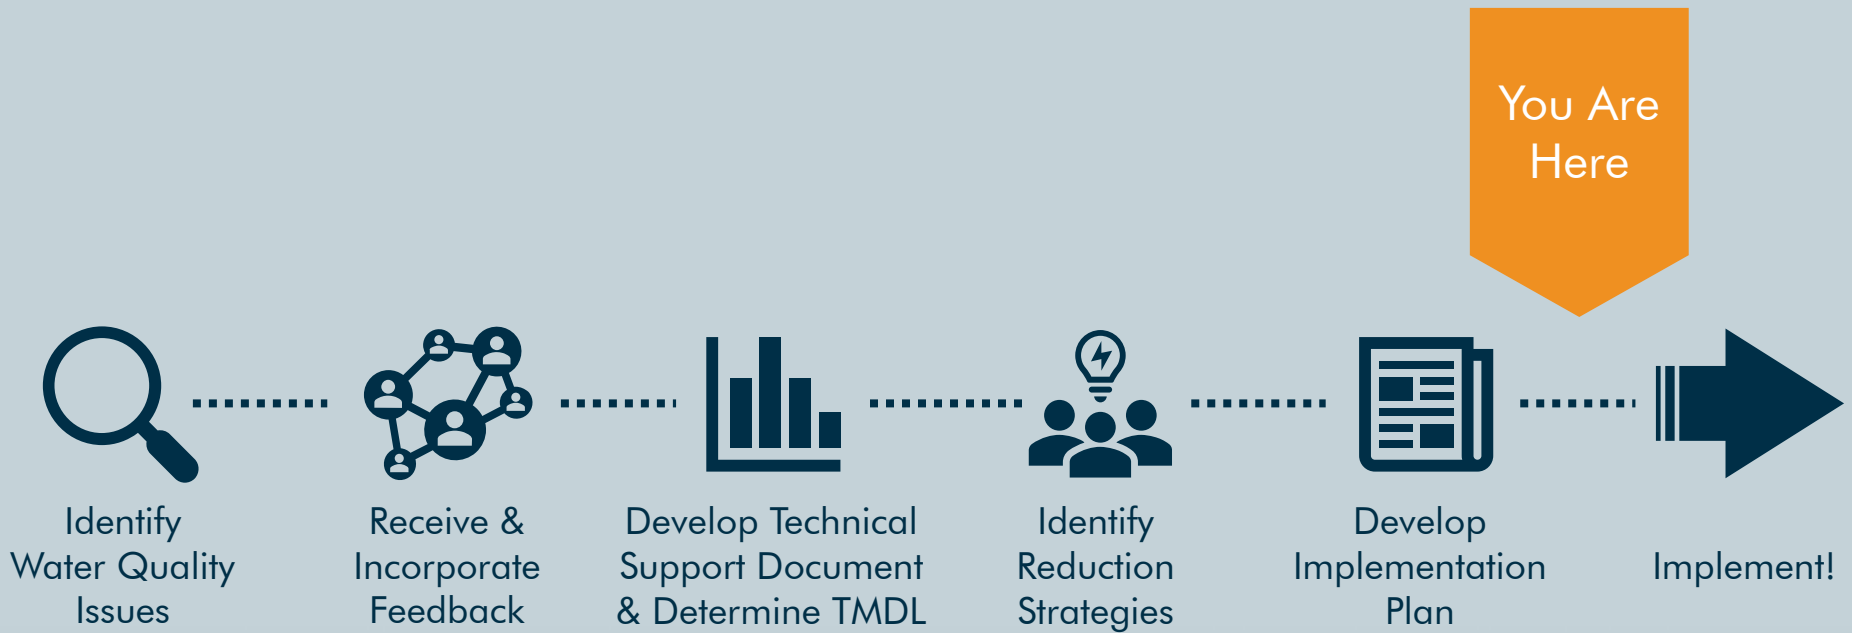 You Are
Here
Identify
Water Quality
Issues
Receive &
Incorporate
Feedback
Develop Technical
Support Document
& Determine TMDL
Identify
Reduction
Strategies
Develop
Implementation
Plan
Implement!